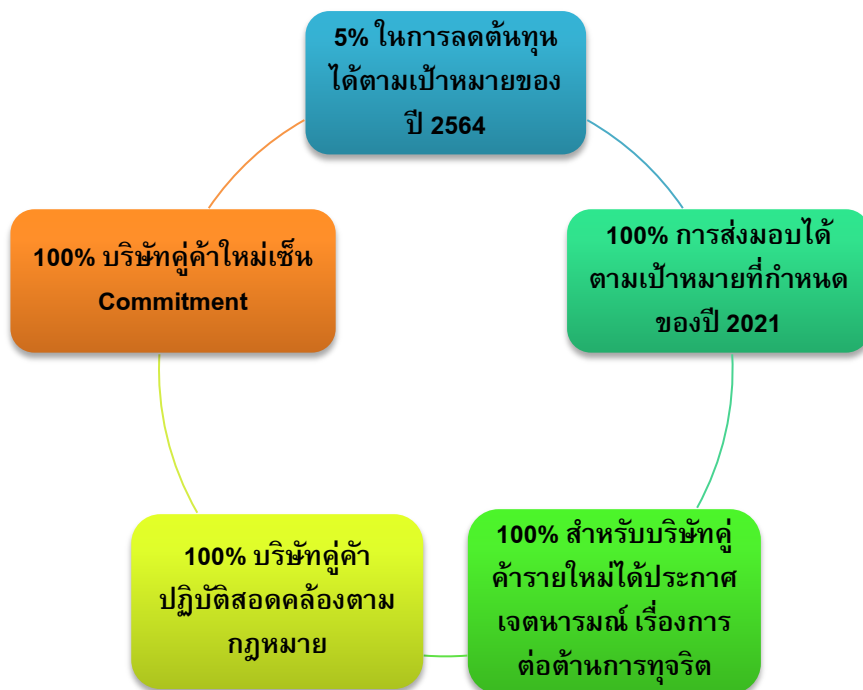 5% ในการลดต้นทุน
ได้ตามเป้าหมายของ
ปี 2564
100% การส่งมอบได้
ตามเป้าหมายที่กำหนด
ของปี 2021
100% สำหรับบริษัทคู่
ค้ารายใหม่ได้ประกาศ
เจตนารมณ์ เรื่องการ
ต่อต้านการทุจริต
100% บริษัทคู่ค้า
ปฏิบัติสอดคล้องตาม
กฎหมาย
100% บริษัทคู่ค้าใหม่เซ็น
Commitment